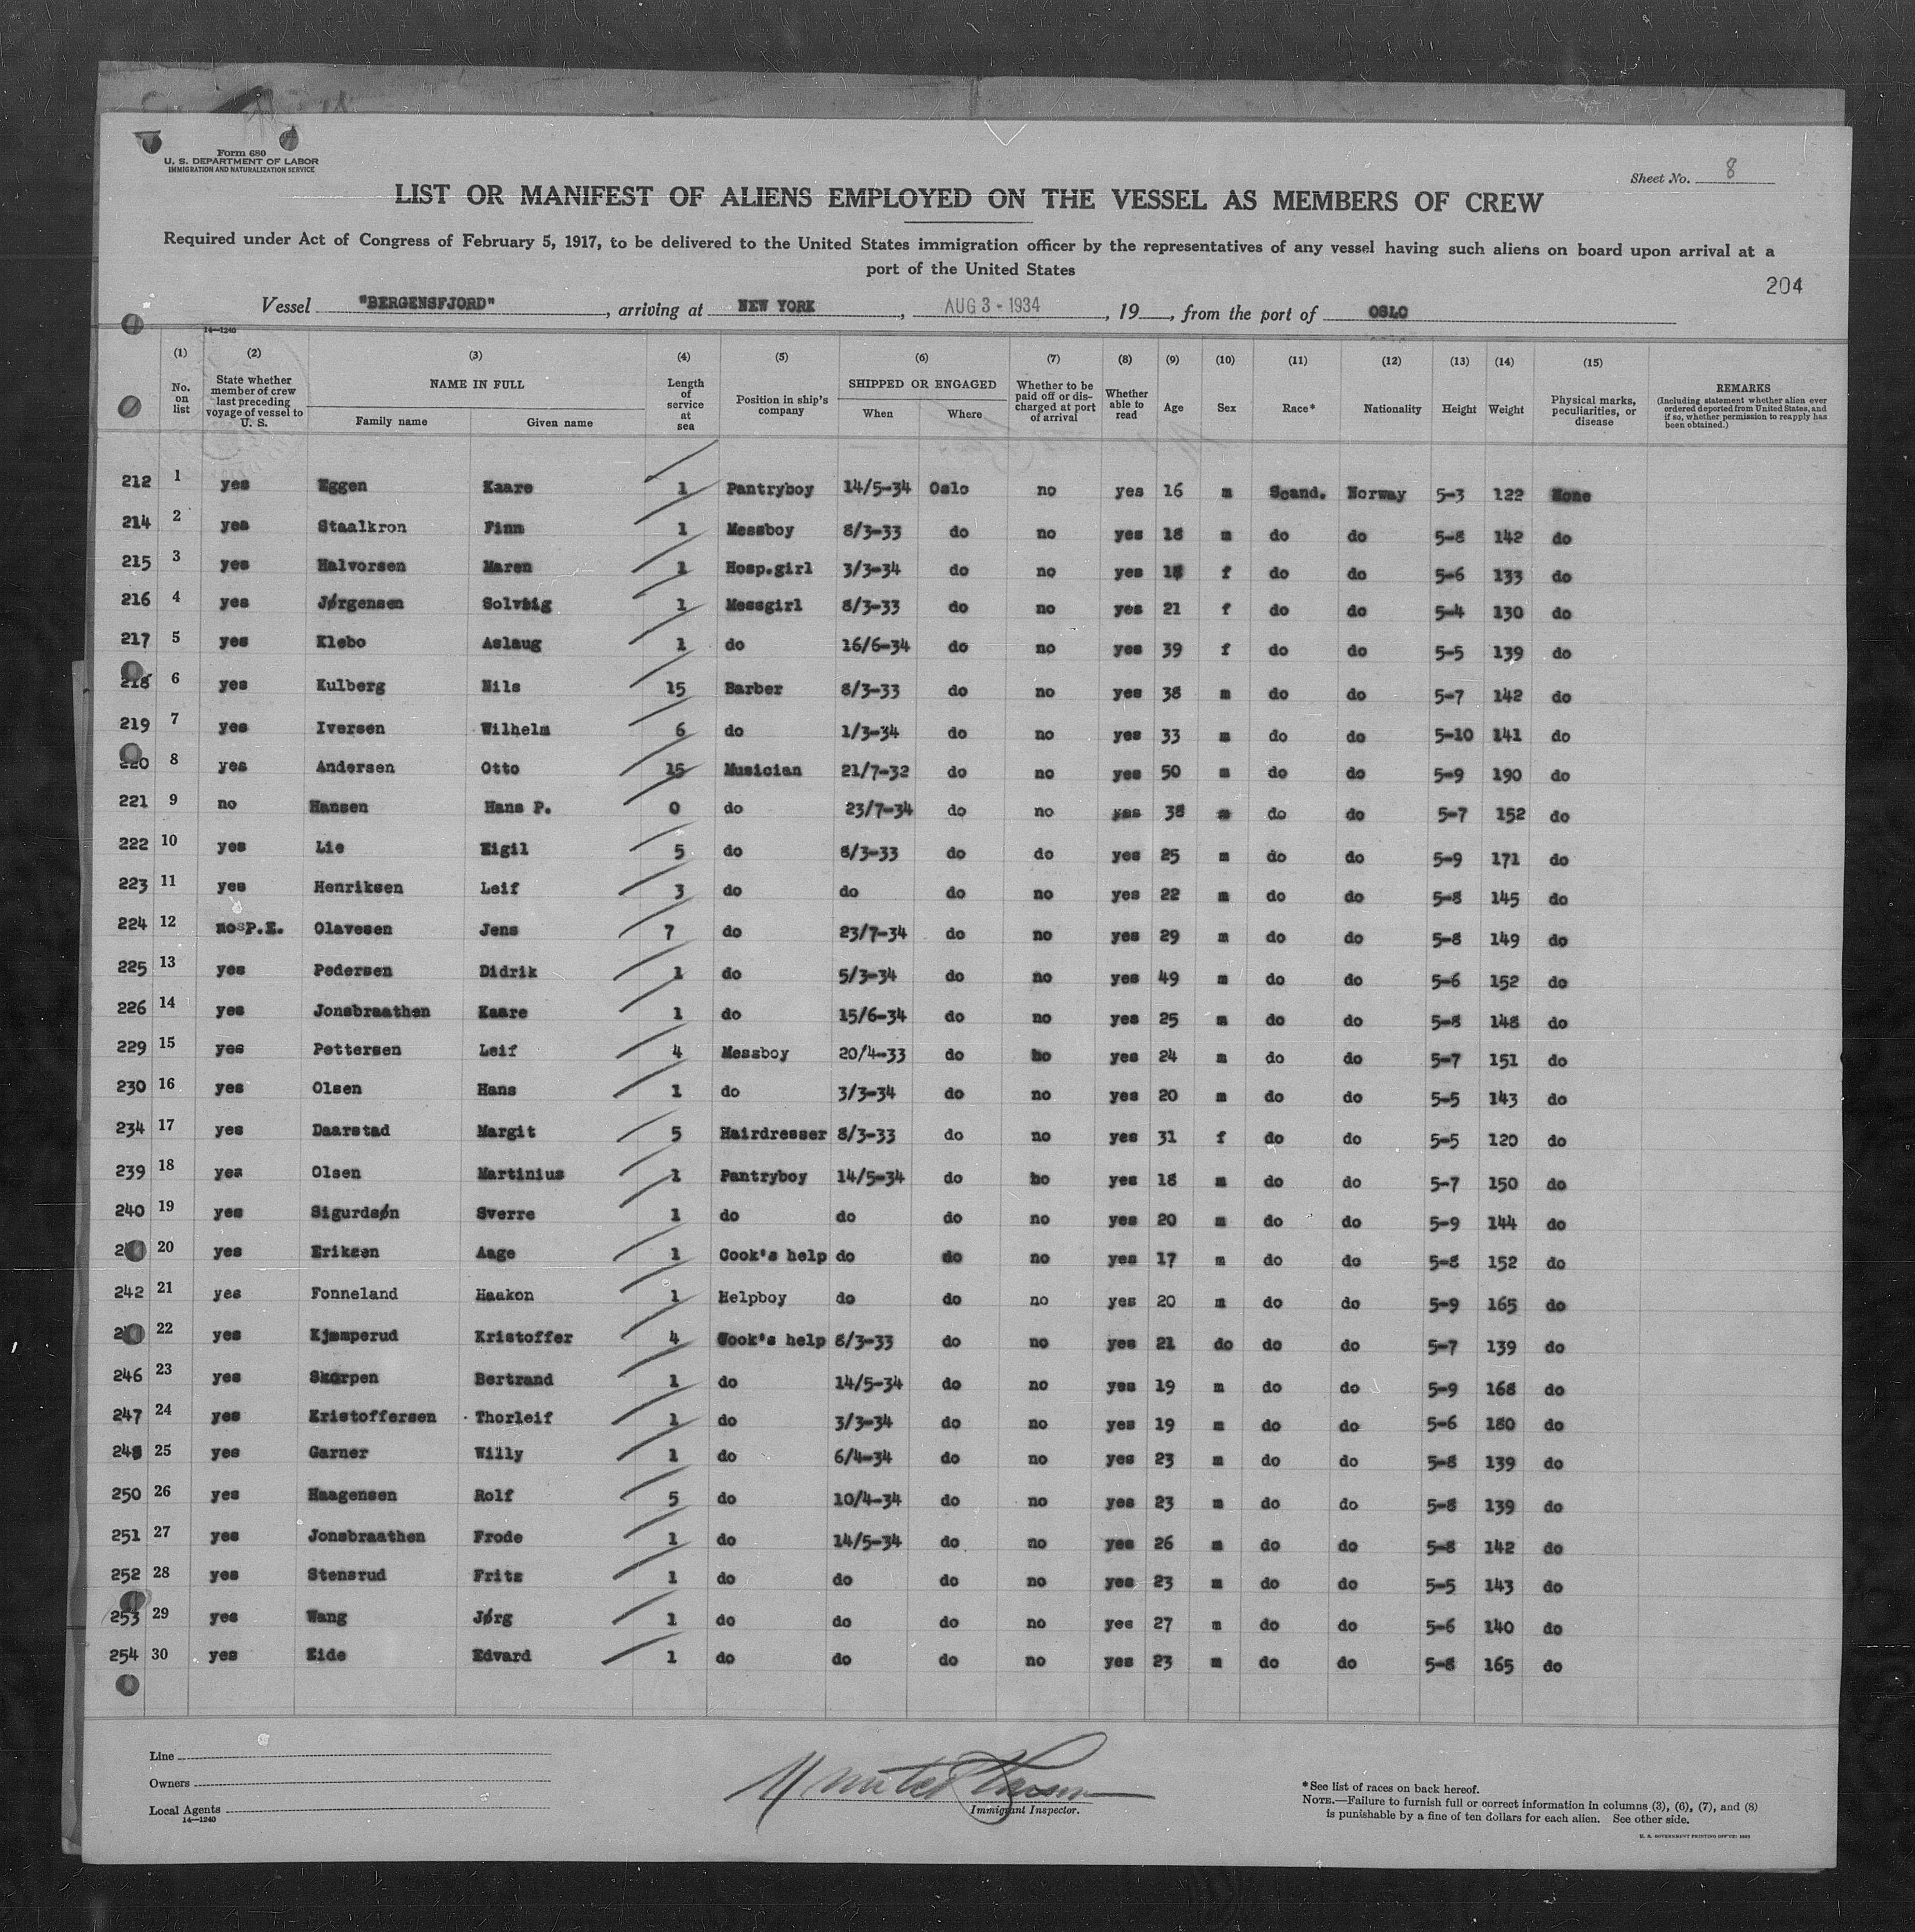 Form 680
U. S. DEPARTMENT OF LABOR
IMMIGRATION AND NATURALIZATION SERVICE
Sheet No. 8
LIST OR MANIFEST OF ALIENS EMPLOYED ON THE VESSEL AS MEMBERS OF CREW
Required under Act of Congress of February 5, 1917, to be delivered to the United States immigration officer by the representatives of any vessel having such aliens on board upon arrival at a
port of the United States
204
Vessel "BERGENSFJORD", arriving at NEW YORK, AUG 3 - 1934, 19, from the port of OSLO
14—1240
(1) No. on list
(2) State whether member of crew last preceding voyage of vessel to U. S.
(3) NAME IN FULL Family name Given name
(4) Length of service at sea
(5) Position in ship's company
(6) SHIPPED OR ENGAGED When Where
(7) Whether to be paid off or discharged at port of arrival
(8) Whether able to read
(9) Age
(10) Sex
(11) Race*
(12) Nationality
(13) Height
(14) Weight
(15) Physical marks, peculiarities, or disease
REMARKS (Including statement whether alien ever ordered deported from United States, and if so, whether permission to reapply has been obtained.)
212 1 yes Eggen Kaare 1 Pantryboy 14/5-34 Oslo no yes 16 m Scand. Norway 5-3 122 None
214 2 yes Staalkron Finn 1 Messboy 8/3-33 do no yes 18 m do do 5-8 142 do
215 3 yes Halvorsen Maren 1 Hosp.girl 3/3-34 do no yes f do do 5-6 133 do
216 4 yes Jørgensen Solveig 1 Messgirl 8/3-33 do no yes 21 f do do 5-4 130 do
217 5 yes Klebo Aslaug 1 do 16/6-34 do no yes 39 f do do 5-5 139 do
218 6 yes Kulberg Nils 15 Barber 8/3-33 do no yes 38 m do do 5-7 142 do
219 7 yes Iversen Wilhelm 6 do 1/3-34 do no yes 33 m do do 5-10 141 do
220 8 yes Andersen Otto 15 Musician 21/7-32 do no yes 50 m do do 5-9 190 do
221 9 no Hansen Hans P. 0 do 23/7-34 do no yes 38 m do do 5-7 152 do
222 10 yes Lie Eigil 5 do 8/3-33 do do yes 25 m do do 5-9 171 do
223 11 yes Henriksen Leif 3 do do do no yes 22 m do do 5-8 145 do
224 12 nosP.E. Olavesen Jens 7 do 23/7-34 do no yes 29 m do do 5-8 149 do
225 13 yes Pedersen Didrik 1 do 5/3-34 do no yes 49 m do do 5-6 152 do
226 14 yes Jonsbraathen Kaare 1 do 15/6-34 do no yes 25 m do do 5-8 148 do
229 15 yes Pettersen Leif 4 Messboy 20/4-33 do no yes 24 m do do 5-7 151 do
230 16 yes Olsen Hans 1 do 3/3-34 do no yes 20 m do do 5-5 143 do
234 17 yes Daarstad Margit 5 Hairdresser 8/3-33 do no yes 31 f do do 5-5 120 do
239 18 yes Olsen Martinius 1 Pantryboy 14/5-34 do no yes 18 m do do 5-7 150 do
240 19 yes Sigurdsøn Sverre 1 do do do no yes 20 m do do 5-9 144 do
20 yes Eriksen Aage 1 Cook's help do do no yes 17 m do do 5-8 152 do
242 21 yes Fonneland Haakon 1 Helpboy do do no yes 20 m do do 5-9 165 do
22 yes Kjemperud Kristoffer 4 Cook's help 8/3-33 do no yes 21 do do do 5-7 139 do
246 23 yes Skorpen Bertrand 1 do 14/5-34 do no yes 19 m do do 5-9 168 do
247 24 yes Kristoffersen Thorleif 1 do 3/3-34 do no yes 19 m do do 5-6 180 do
248 25 yes Garner Willy 1 do 6/4-34 do no yes 23 m do do 5-8 139 do
250 26 yes Haagensen Rolf 5 do 10/4-34 do no yes 23 m do do 5-8 139 do
251 27 yes Jonsbraathen Frode 1 do 14/5-34 do no yes 26 m do do 5-8 142 do
252 28 yes Stensrud Fritz 1 do do do no yes 23 m do do 5-5 143 do
253 29 yes Wang Jørg 1 do do do no yes 27 m do do 5-6 140 do
254 30 yes Eide Edvard 1 do do do no yes 23 m do do 5-8 165 do
Line
Owners
Local Agents
14—1240
Immigrant Inspector.
*See list of races on back hereof.
NOTE.—Failure to furnish full or correct information in columns (3), (6), (7), and (8)
is punishable by a fine of ten dollars for each alien. See other side.